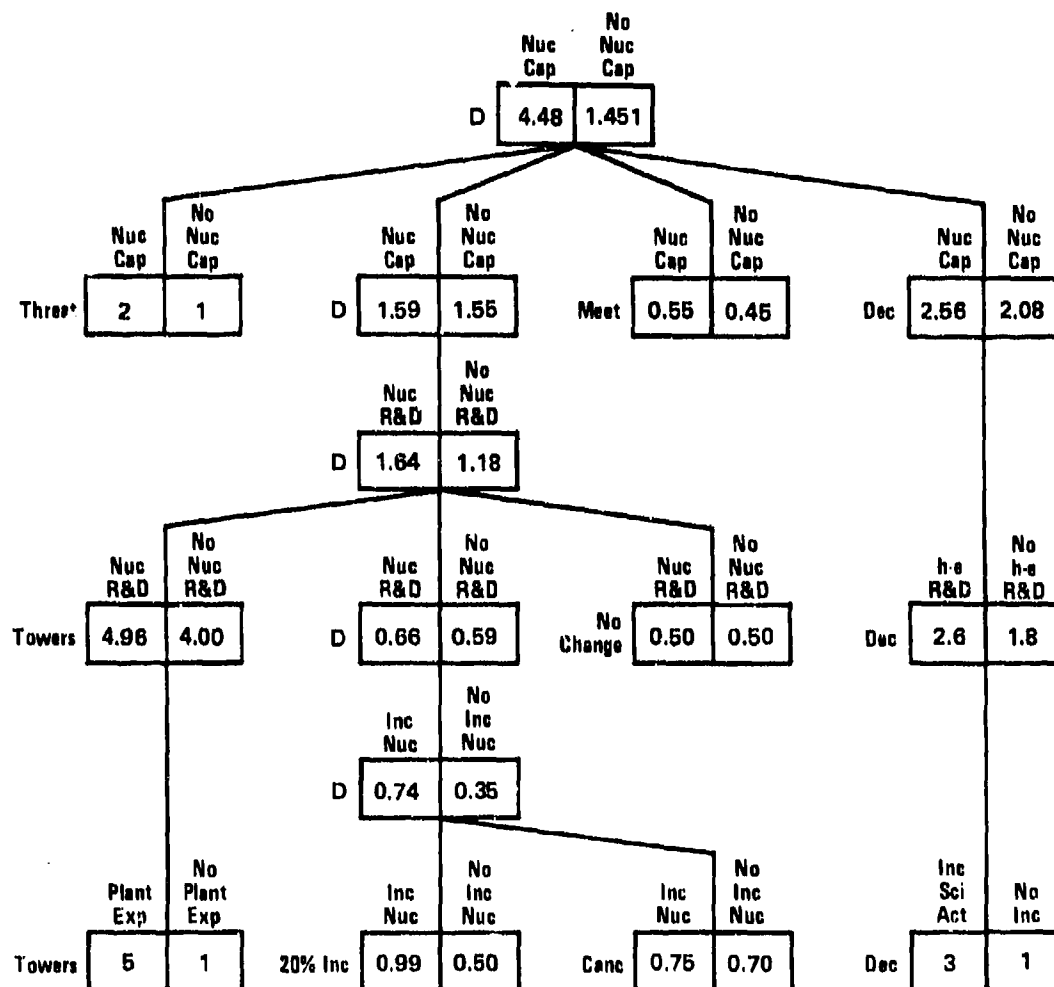 Nuc Cap
No Nuc Cap
D 4.48 1.451
Nuc Cap
No Nuc Cap
Nuc Cap
No Nuc Cap
Nuc Cap
No Nuc Cap
Nuc Cap
No Nuc Cap
Threat 2 1
D 1.59 1.55
Meet 0.55 0.45
Dec 2.56 2.08
Nuc R&D
No Nuc R&D
D 1.64 1.18
Nuc R&D
No Nuc R&D
Nuc R&D
No Nuc R&D
Nuc R&D
No Nuc R&D
h-e R&D
No h-e R&D
Towers 4.96 4.00
D 0.66 0.59
No Change 0.50 0.50
Dec 2.6 1.8
Inc Nuc
No Inc Nuc
D 0.74 0.35
Plant Exp
No Plant Exp
Inc Nuc
No Inc Nuc
Inc Nuc
No Inc Nuc
Inc Sci Act
No Inc
Towers 5 1
20% Inc 0.99 0.50
Canc 0.75 0.70
Dec 3 1